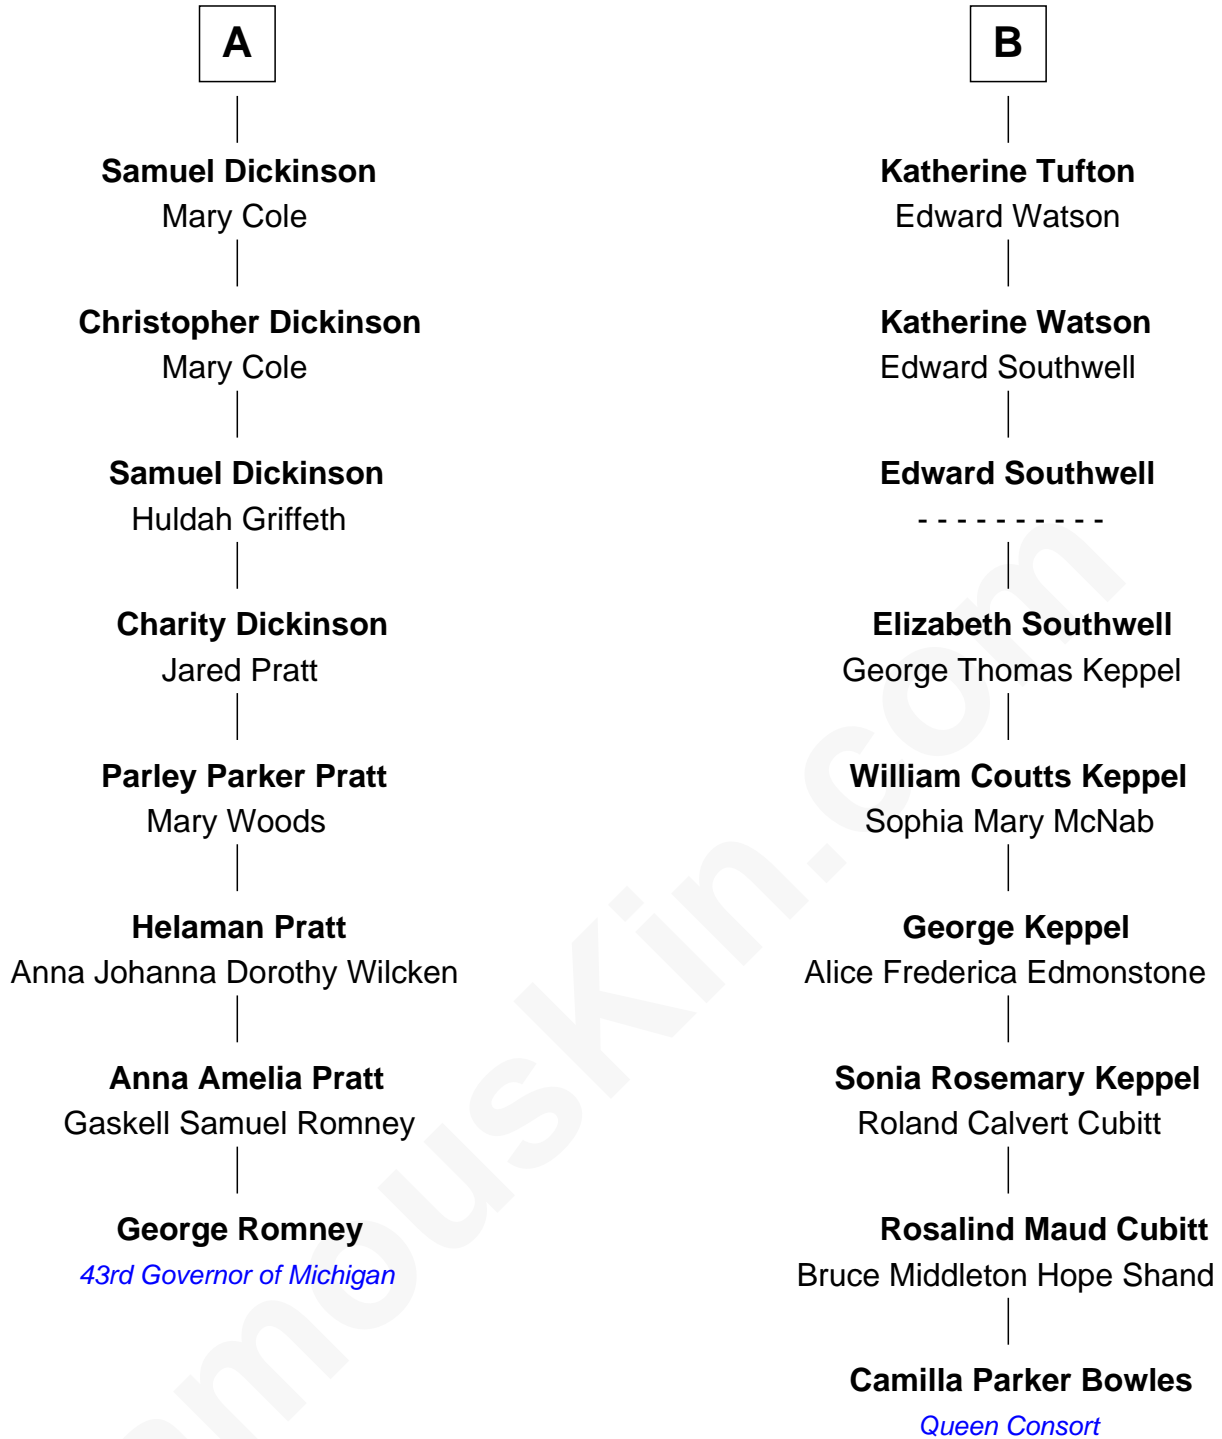 A
Samuel Dickinson
Mary Cole
Christopher Dickinson
Mary Cole
Samuel Dickinson
Huldah Griffeth
Charity Dickinson
Jared Pratt
Parley Parker Pratt
Mary Woods
Helaman Pratt
Anna Johanna Dorothy Wilcken
Anna Amelia Pratt
Gaskell Samuel Romney
George Romney
43rd Governor of Michigan
B
Katherine Tufton
Edward Watson
Katherine Watson
Edward Southwell
Edward Southwell
- - - - - - - - - -
Elizabeth Southwell
George Thomas Keppel
William Coutts Keppel
Sophia Mary McNab
George Keppel
Alice Frederica Edmonstone
Sonia Rosemary Keppel
Roland Calvert Cubitt
Rosalind Maud Cubitt
Bruce Middleton Hope Shand
Camilla Parker Bowles
Queen Consort
amouskin.com